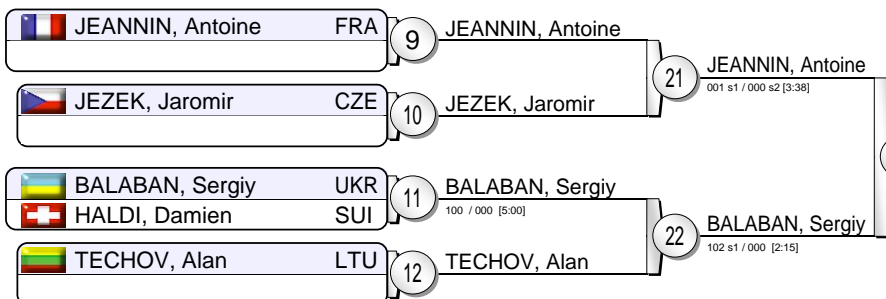 JEANNIN, Antoine FRA
9
JEANNIN, Antoine
21
JEANNIN, Antoine
001 s1 / 000 s2 [3:38]
JEZEK, Jaromir CZE
10
JEZEK, Jaromir
BALABAN, Sergiy UKR
HALDI, Damien SUI
11
BALABAN, Sergiy
100 / 000 [5:00]
22
BALABAN, Sergiy
102 s1 / 000 [2:15]
TECHOV, Alan LTU
12
TECHOV, Alan